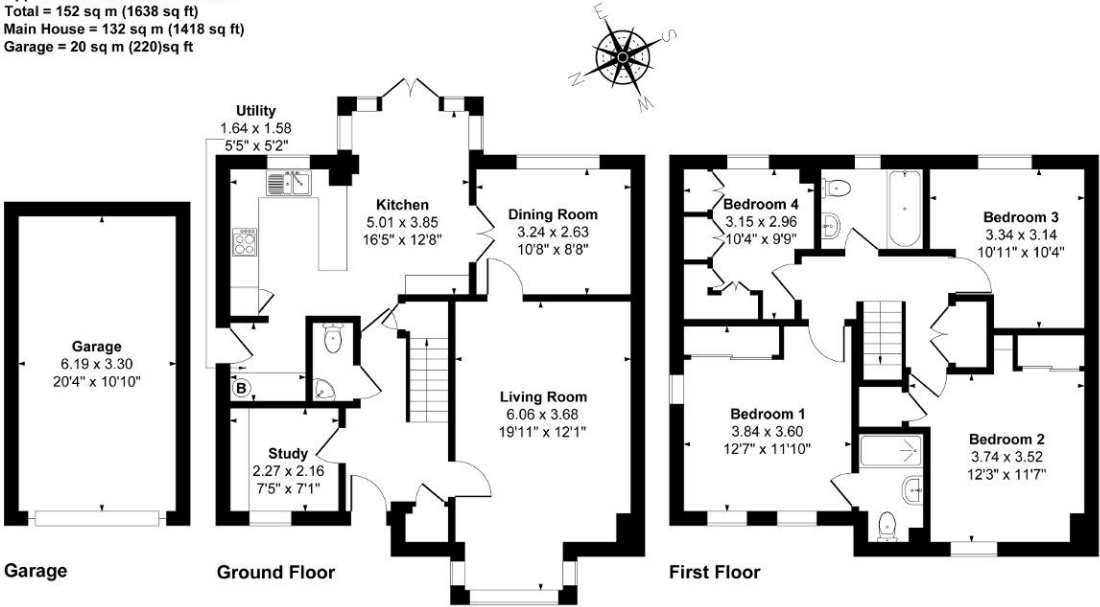 Total = 152 sq m (1638 sq ft)
Main House = 132 sq m (1418 sq ft)
Garage = 20 sq m (220)sq ft
E
S
N
W
Utility
1.64 x 1.58
5'5" x 5'2"
Kitchen
5.01 x 3.85
16'5" x 12'8"
Dining Room
3.24 x 2.63
10'8" x 8'8"
Bedroom 4
3.15 x 2.96
10'4" x 9'9"
Bedroom 3
3.34 x 3.14
10'11" x 10'4"
Garage
6.19 x 3.30
20'4" x 10'10"
B
Living Room
6.06 x 3.68
19'11" x 12'1"
Study
2.27 x 2.16
7'5" x 7'1"
Bedroom 1
3.84 x 3.60
12'7" x 11'10"
Bedroom 2
3.74 x 3.52
12'3" x 11'7"
Garage
Ground Floor
First Floor